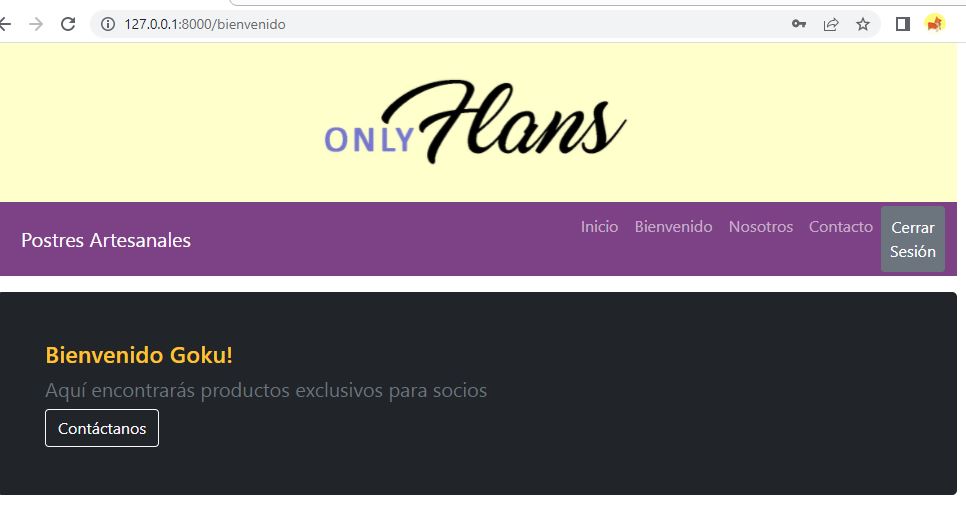 127.0.0.1:8000/bienvenido
ONLY Flans
Postres Artesanales
Inicio
Bienvenido
Nosotros
Contacto
Cerrar
Sesión
Bienvenido Goku!
Aquí encontrarás productos exclusivos para socios
Contáctanos